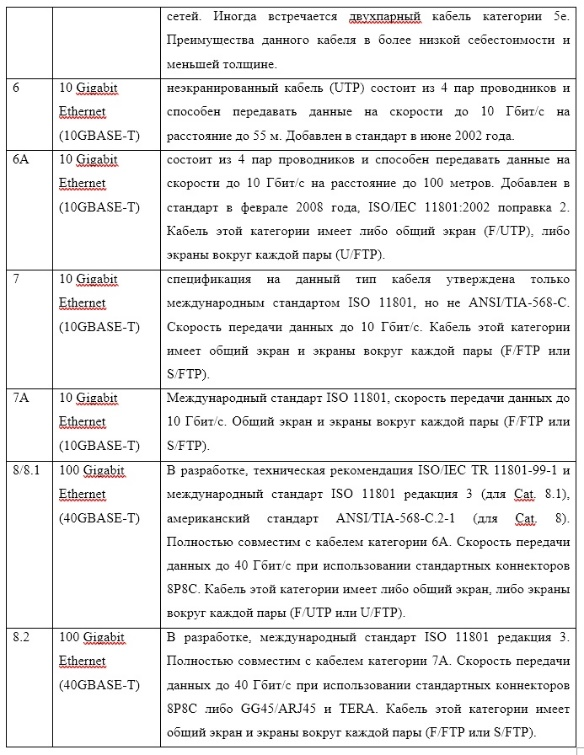 сетей. Иногда встречается двухпарный кабель категории 5е.
Преимущества данного кабеля в более низкой себестоимости и
меньшей толщине.
6
10 Gigabit
Ethernet
(10GBASE-T)
неэкранированный кабель (UTP) состоит из 4 пар проводников и
способен передавать данные на скорости до 10 Гбит/с на
расстояние до 55 м. Добавлен в стандарт в июне 2002 года.
6А
10 Gigabit
Ethernet
(10GBASE-T)
состоит из 4 пар проводников и способен передавать данные на
скорости до 10 Гбит/с на расстояние до 100 метров. Добавлен в
стандарт в феврале 2008 года, ISO/IEC 11801:2002 поправка 2.
Кабель этой категории имеет либо общий экран (F/UTP), либо
экраны вокруг каждой пары (U/FTP).
7
10 Gigabit
Ethernet
(10GBASE-T)
спецификация на данный тип кабеля утверждена только
международным стандартом ISO 11801, но не ANSI/TIA-568-C.
Скорость передачи данных до 10 Гбит/с. Кабель этой категории
имеет общий экран и экраны вокруг каждой пары (F/FTP или
S/FTP).
7А
10 Gigabit
Ethernet
(10GBASE-T)
Международный стандарт ISO 11801, скорость передачи данных до
10 Гбит/с. Общий экран и экраны вокруг каждой пары (F/FTP или
S/FTP).
8/8.1
100 Gigabit
Ethernet
(40GBASE-T)
В разработке, техническая рекомендация ISO/IEC TR 11801-99-1 и
международный стандарт ISO 11801 редакция 3 (для Cat. 8.1),
американский стандарт ANSI/TIA-568-C.2-1 (для Cat. 8).
Полностью совместим с кабелем категории 6А. Скорость передачи
данных до 40 Гбит/с при использовании стандартных коннекторов
8P8C. Кабель этой категории имеет либо общий экран, либо экраны
вокруг каждой пары (F/UTP или U/FTP).
8.2
100 Gigabit
Ethernet
(40GBASE-T)
В разработке, международный стандарт ISO 11801 редакция 3.
Полностью совместим с кабелем категории 7А. Скорость передачи
данных до 40 Гбит/с при использовании стандартных коннекторов
8P8C либо GG45/ARJ45 и TERA. Кабель этой категории имеет
общий экран и экраны вокруг каждой пары (F/FTP или S/FTP).